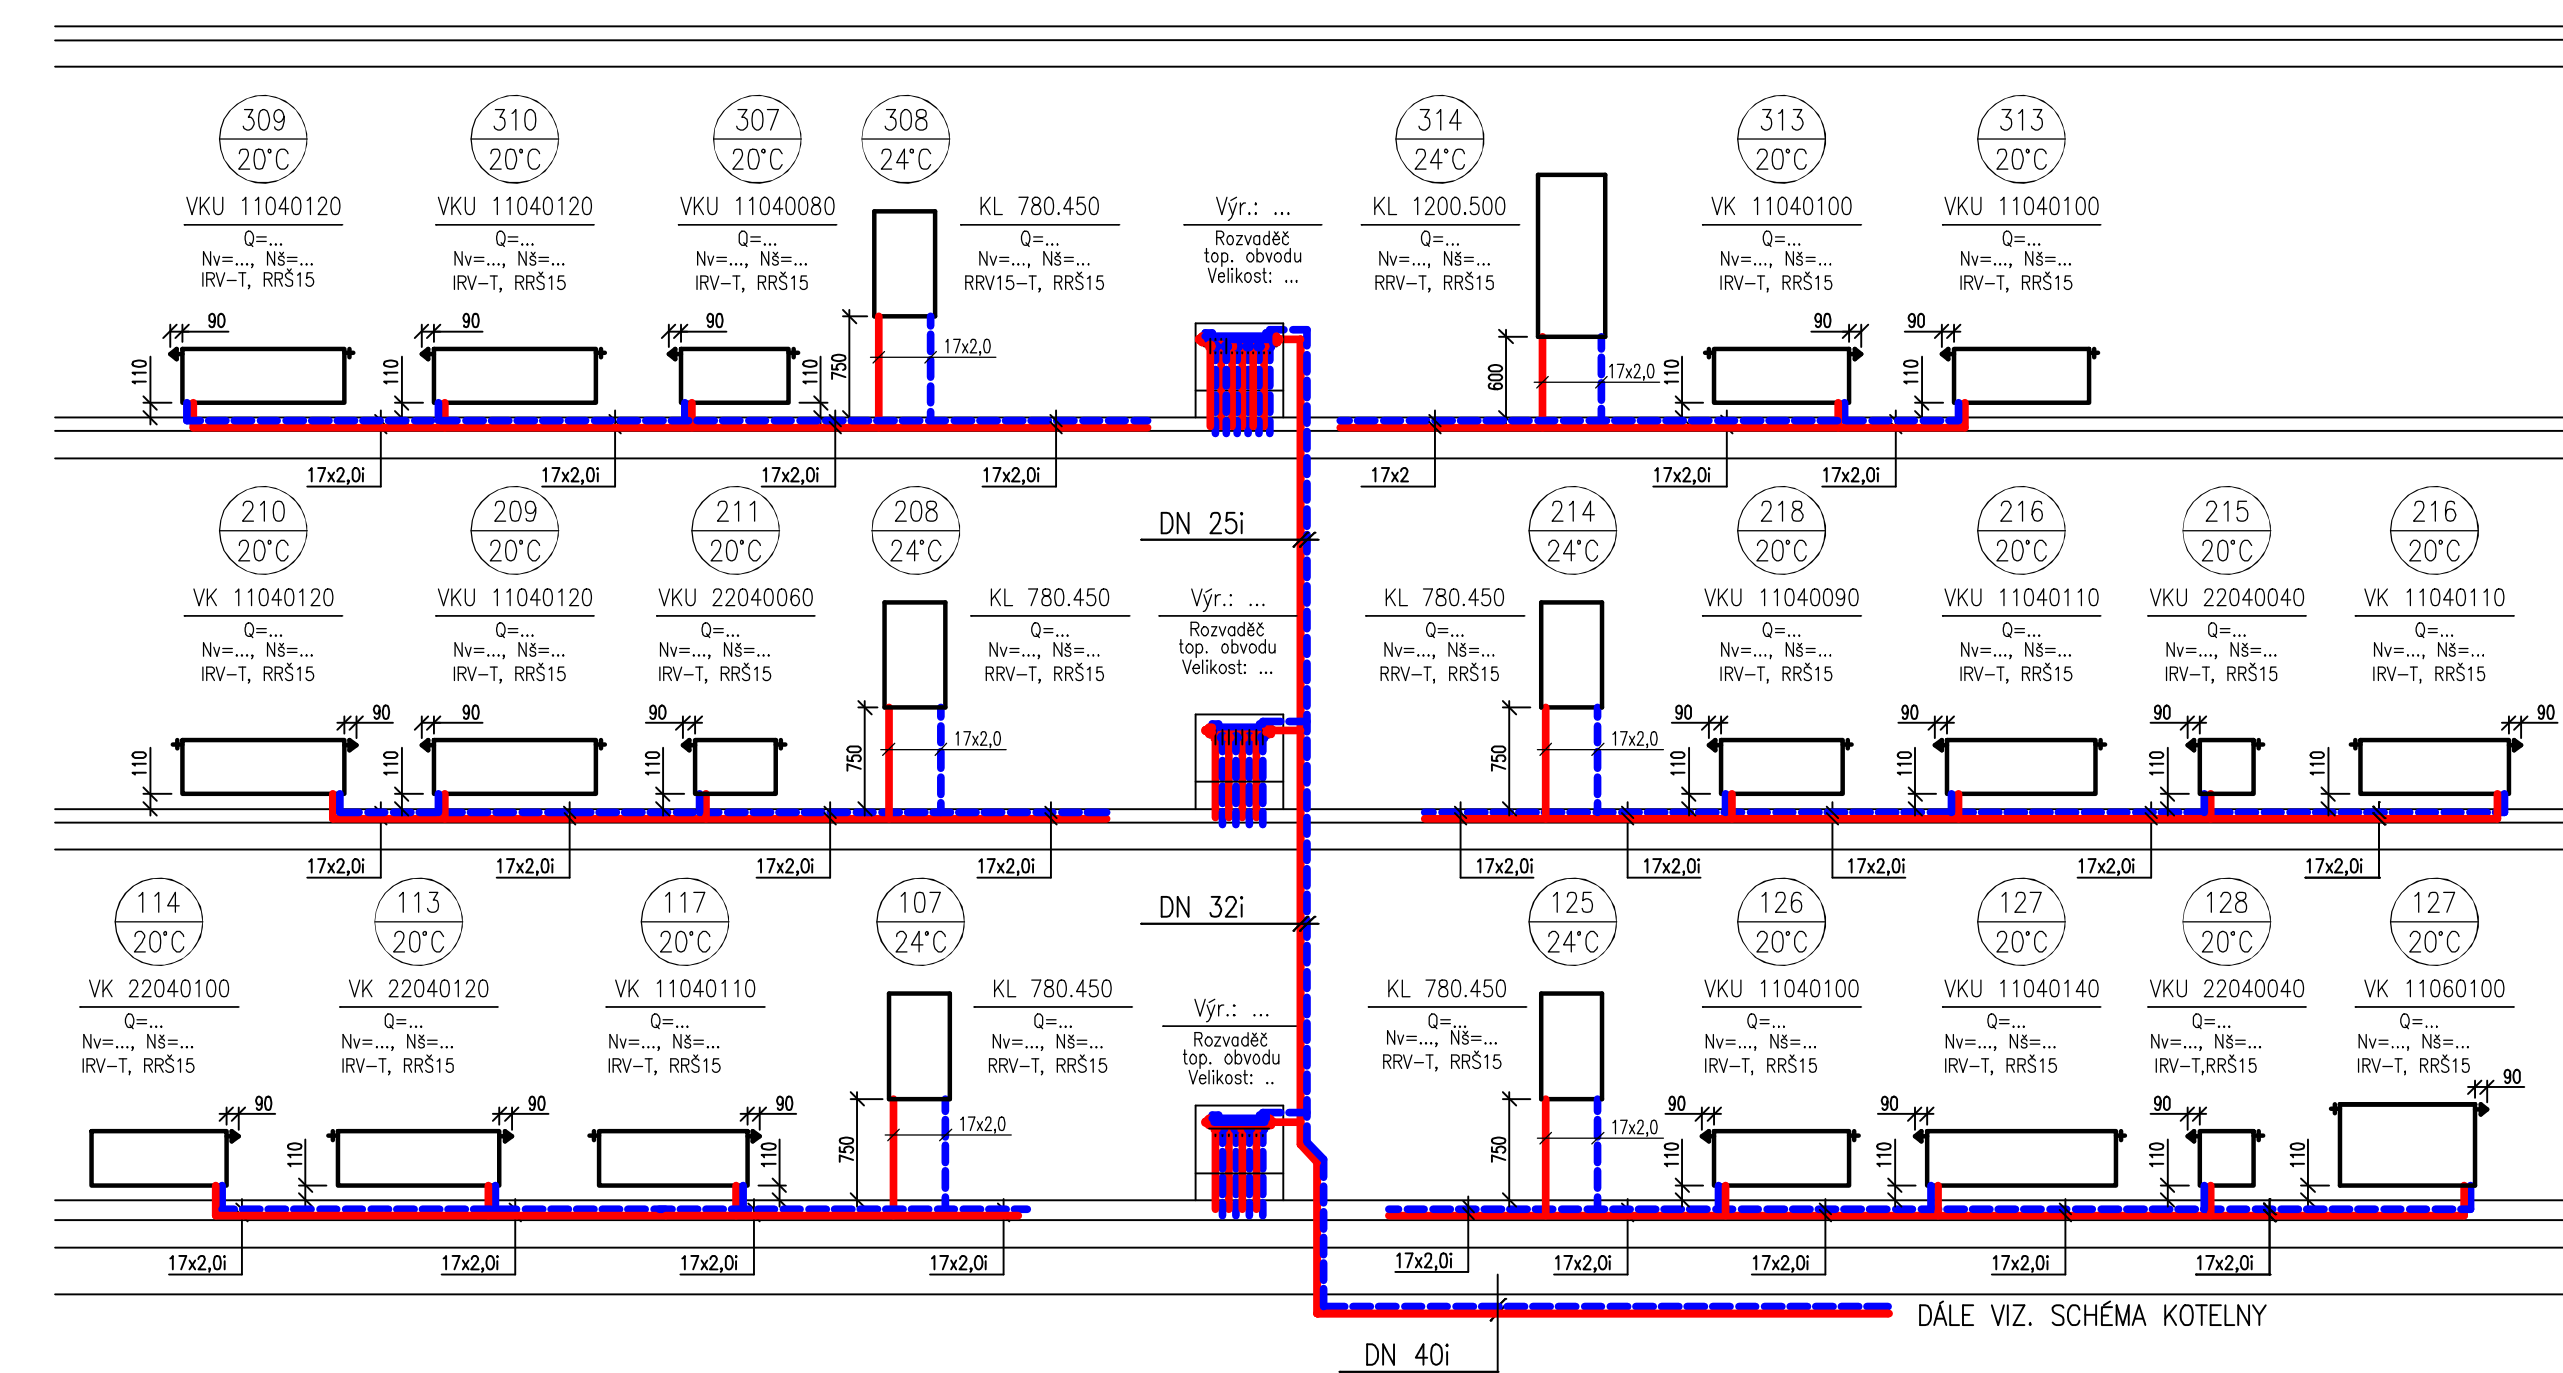 309
20°C
VKU 11040120
Q=...
Nv=..., Nš=...
IRV-T, RRŠ15
90
110
310
20°C
VKU 11040120
Q=...
Nv=..., Nš=...
IRV-T, RRŠ15
90
110
307
20°C
VKU 11040080
Q=...
Nv=..., Nš=...
IRV-T, RRŠ15
90
110
308
24°C
KL 780.450
Q=...
Nv=..., Nš=...
RRV15-T, RRŠ15
750
17x2,0
Výr.: ...
Rozvaděč
top. obvodu
Velikost: ...
314
24°C
KL 1200.500
Q=...
Nv=..., Nš=...
RRV-T, RRŠ15
600
17x2,0
313
20°C
VK 11040100
Q=...
Nv=..., Nš=...
IRV-T, RRŠ15
90
110
313
20°C
VKU 11040100
Q=...
Nv=..., Nš=...
IRV-T, RRŠ15
90
110
17x2,0i
17x2,0i
17x2,0i
17x2,0i
17x2
17x2,0i
17x2,0i
DN 25i
210
20°C
VK 11040120
Q=...
Nv=..., Nš=...
IRV-T, RRŠ15
90
110
209
20°C
VKU 11040120
Q=...
Nv=..., Nš=...
IRV-T, RRŠ15
90
110
211
20°C
VKU 22040060
Q=...
Nv=..., Nš=...
IRV-T, RRŠ15
90
110
208
24°C
KL 780.450
Q=...
Nv=..., Nš=...
RRV-T, RRŠ15
750
17x2,0
Výr.: ...
Rozvaděč
top. obvodu
Velikost: ...
214
24°C
KL 780.450
Q=...
Nv=..., Nš=...
RRV-T, RRŠ15
750
17x2,0
218
20°C
VKU 11040090
Q=...
Nv=..., Nš=...
IRV-T, RRŠ15
90
110
216
20°C
VKU 11040110
Q=...
Nv=..., Nš=...
IRV-T, RRŠ15
90
110
215
20°C
VKU 22040040
Q=...
Nv=..., Nš=...
IRV-T, RRŠ15
90
110
216
20°C
VK 11040110
Q=...
Nv=..., Nš=...
IRV-T, RRŠ15
90
110
17x2,0i
17x2,0i
17x2,0i
17x2,0i
17x2,0i
17x2,0i
17x2,0i
17x2,0i
17x2,0i
DN 32i
114
20°C
VK 22040100
Q=...
Nv=..., Nš=...
IRV-T, RRŠ15
90
110
113
20°C
VK 22040120
Q=...
Nv=..., Nš=...
IRV-T, RRŠ15
90
117
20°C
VK 11040110
Q=...
Nv=..., Nš=...
IRV-T, RRŠ15
90
110
107
24°C
KL 780.450
Q=...
Nv=..., Nš=...
RRV-T, RRŠ15
750
17x2,0
Výr.: ...
Rozvaděč
top. obvodu
Velikost: ..
125
24°C
KL 780.450
Q=...
Nv=..., Nš=...
RRV-T, RRŠ15
750
17x2,0
126
20°C
VKU 11040100
Q=...
Nv=..., Nš=...
IRV-T, RRŠ15
90
110
127
20°C
VKU 11040140
Q=...
Nv=..., Nš=...
IRV-T, RRŠ15
90
110
128
20°C
VKU 22040040
Q=...
Nv=..., Nš=...
IRV-T,RRŠ15
90
110
127
20°C
VK 11060100
Q=...
Nv=..., Nš=...
IRV-T, RRŠ15
90
110
17x2,0i
17x2,0i
17x2,0i
17x2,0i
17x2,0i
17x2,0i
17x2,0i
17x2,0i
17x2,0i
DÁLE VIZ. SCHÉMA KOTELNY
DN 40i